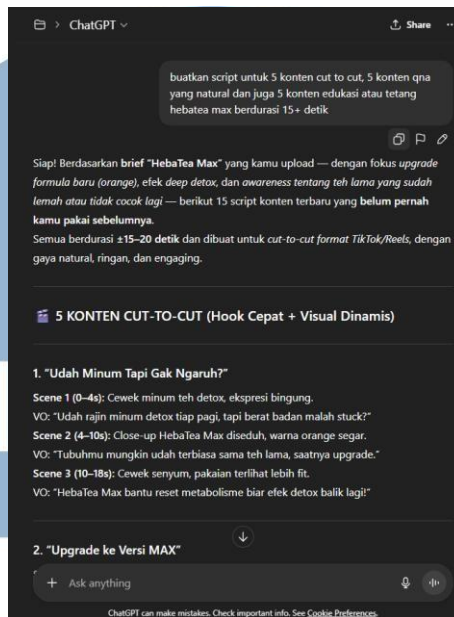 ChatGPT
Share
buatkan script untuk 5 konten cut to cut, 5 konten qna
yang natural dan juga 5 konten edukasi atau tetang
hebatea max berdurasi 15+ detik
Siap! Berdasarkan brief "HebaTea Max" yang kamu upload — dengan fokus upgrade
formula baru (orange), efek deep detox, dan awareness tentang teh lama yang sudah
lemah atau tidak cocok lagi — berikut 15 script konten terbaru yang belum pernah
kamu pakai sebelumnya.
Semua berdurasi ±15–20 detik dan dibuat untuk cut-to-cut format TikTok/Reels, dengan
gaya natural, ringan, dan engaging.
🎬 5 KONTEN CUT-TO-CUT (Hook Cepat + Visual Dinamis)
1. "Udah Minum Tapi Gak Ngaruh?"
Scene 1 (0–4s): Cewek minum teh detox, ekspresi bingung.
VO: "Udah rajin minum detox tiap pagi, tapi berat badan malah stuck?"
Scene 2 (4–10s): Close-up HebaTea Max diseduh, warna orange segar.
VO: "Tubuhmu mungkin udah terbiasa sama teh lama, saatnya upgrade."
Scene 3 (10–18s): Cewek senyum, pakaian terlihat lebih fit.
VO: "HebaTea Max bantu reset metabolisme biar efek detox balik lagi!"
2. "Upgrade ke Versi MAX"
Ask anything
ChatGPT can make mistakes. Check important info. See Cookie Preferences.